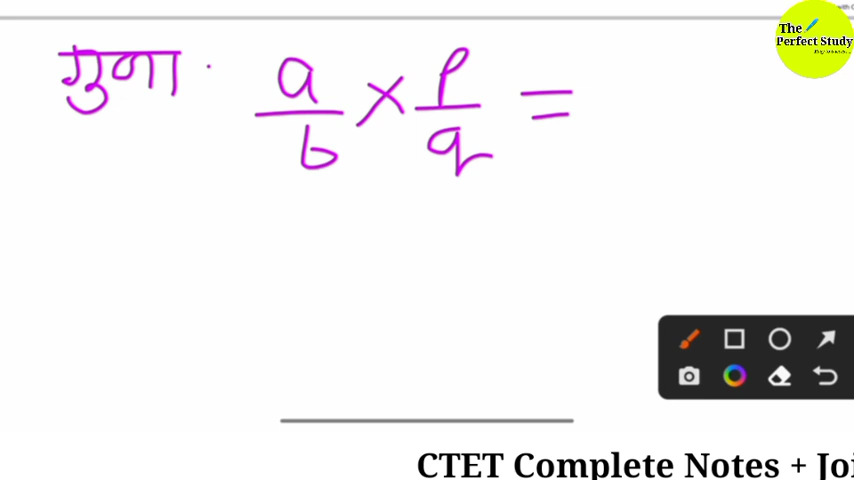 The
Perfect Study
गुना. a/b × p/q =
CTET Complete Notes + Joi